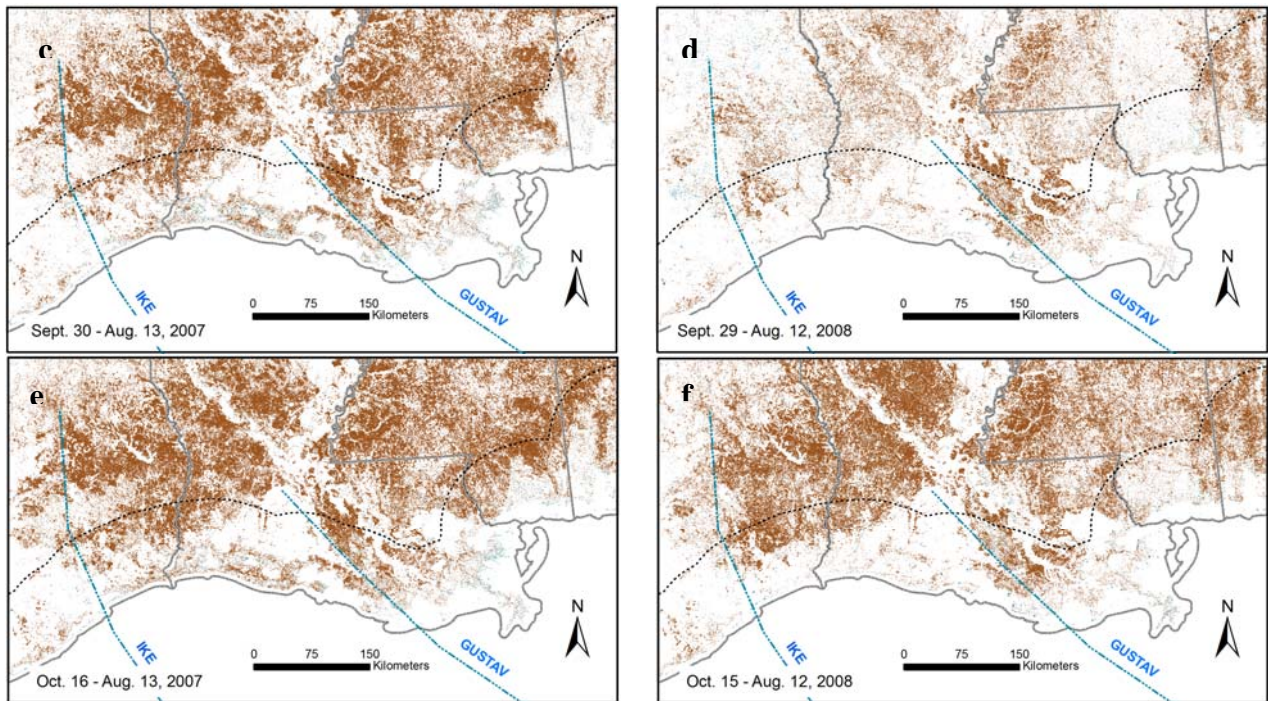 c
N
IKE
GUSTAV
0 75 150
Kilometers
Sept. 30 - Aug. 13, 2007
d
N
IKE
GUSTAV
0 75 150
Kilometers
Sept. 29 - Aug. 12, 2008
e
N
IKE
GUSTAV
0 75 150
Kilometers
Oct. 16 - Aug. 13, 2007
f
N
IKE
GUSTAV
0 75 150
Kilometers
Oct. 15 - Aug. 12, 2008